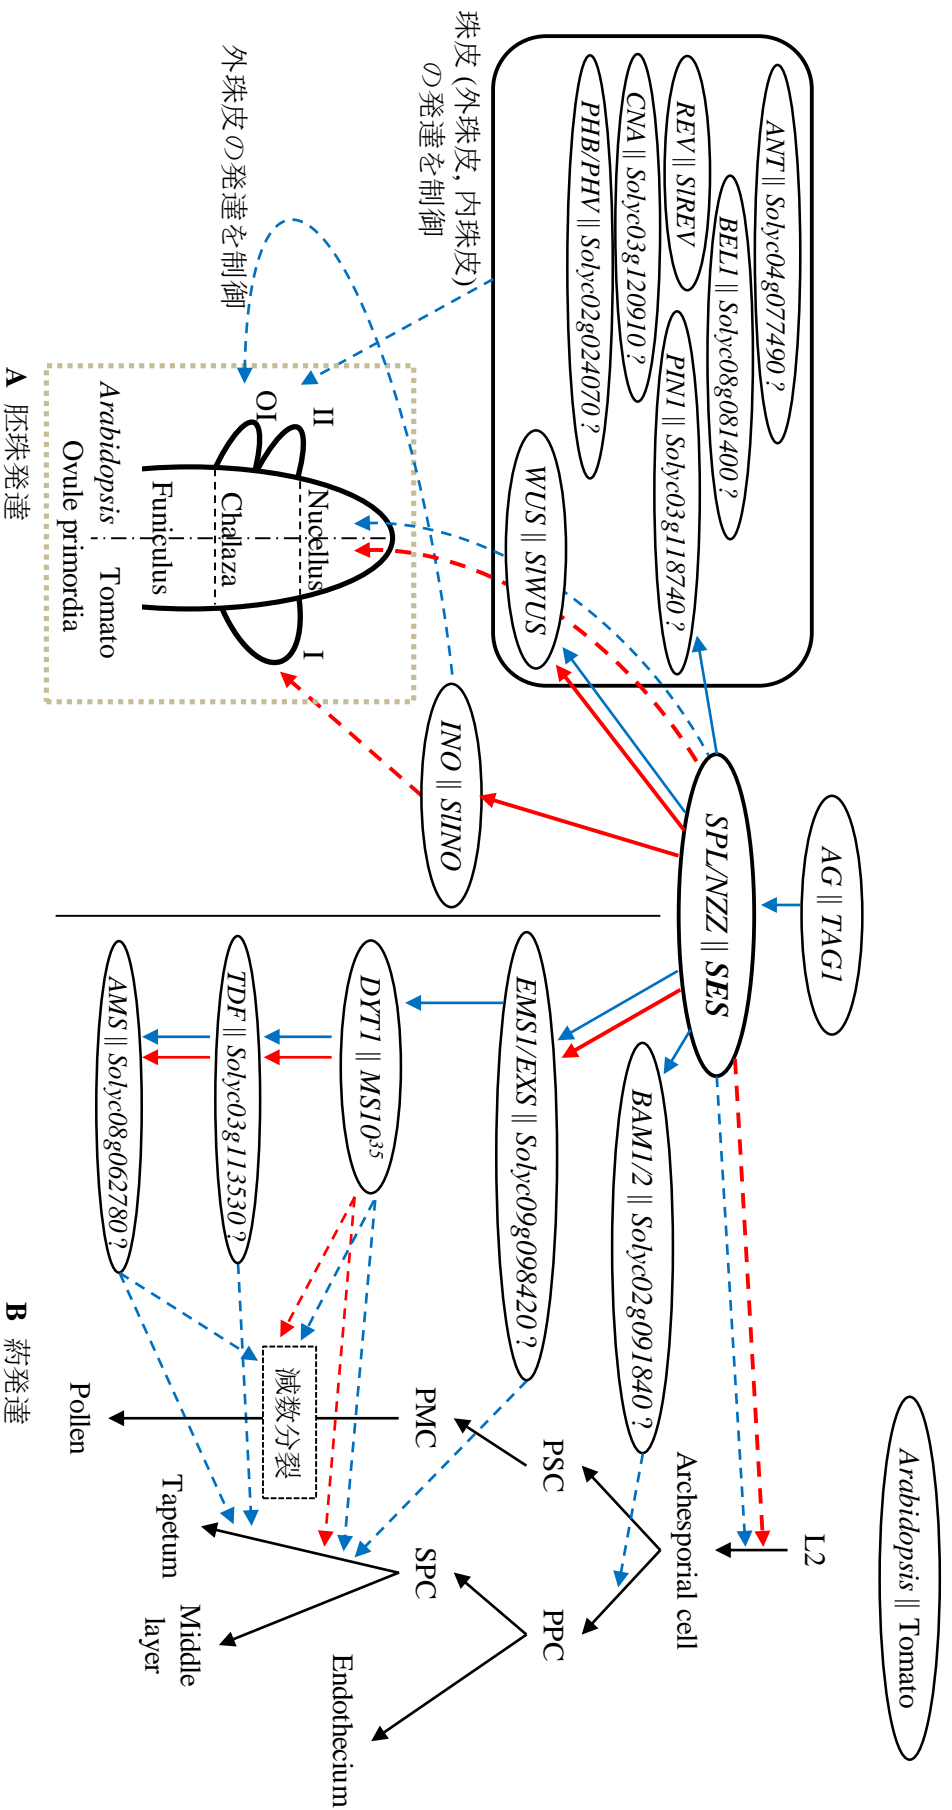 Arabidopsis || Tomato
AG || TAG1
SPL/NZZ || SES
ANT || Solyc04g077490?
BEL1 || Solyc08g081400?
REV || SlREV
PIN1 || Solyc03g118740?
CNA || Solyc03g120910?
PHB/PHV || Solyc02g024070?
WUS || SlWUS
珠皮 (外珠皮, 内珠皮)
の発達を制御
外珠皮の発達を制御
INO || SlINO
II
OI
I
Nucellus
Chalaza
Funiculus
Arabidopsis
Tomato
Ovule primordia
A 胚珠発達
BAM1/2 || Solyc02g091840?
EMS1/EXS || Solyc09g098420?
DYT1 || MS10³⁵
TDF || Solyc03g113530?
AMS || Solyc08g062780?
L2
Archesporial cell
PSC
PPC
PMC
SPC
減数分裂
Endothecium
Pollen
Tapetum
Middle
layer
B 葯発達